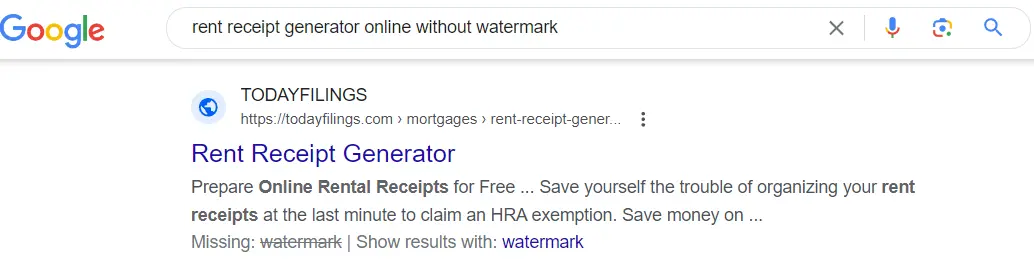 Google
rent receipt generator online without watermark
TODAYFILINGS
https://todayfilings.com › mortgages › rent-receipt-gener...
Rent Receipt Generator
Prepare Online Rental Receipts for Free ... Save yourself the trouble of organizing your rent
receipts at the last minute to claim an HRA exemption. Save money on ...
Missing: watermark | Show results with: watermark